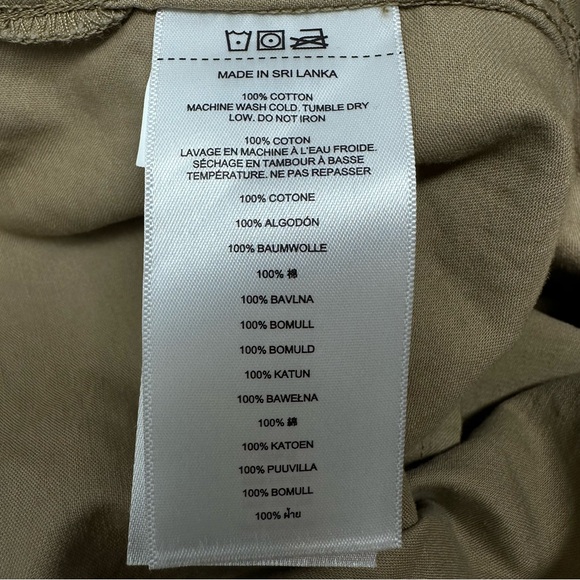 MADE IN SRI LANKA
100% COTTON
MACHINE WASH COLD. TUMBLE DRY
LOW. DO NOT IRON
100% COTON
LAVAGE EN MACHINE À L'EAU FROIDE.
SÉCHAGE EN TAMBOUR À BASSE
TEMPÉRATURE. NE PAS REPASSER
100% COTONE
100% ALGODÓN
100% BAUMWOLLE
100% 棉
100% BAVLNA
100% BOMULL
100% BOMULD
100% KATUN
100% BAWEŁNA
100% 綿
100% KATOEN
100% PUUVILLA
100% BOMULL
100% ฝ้าย